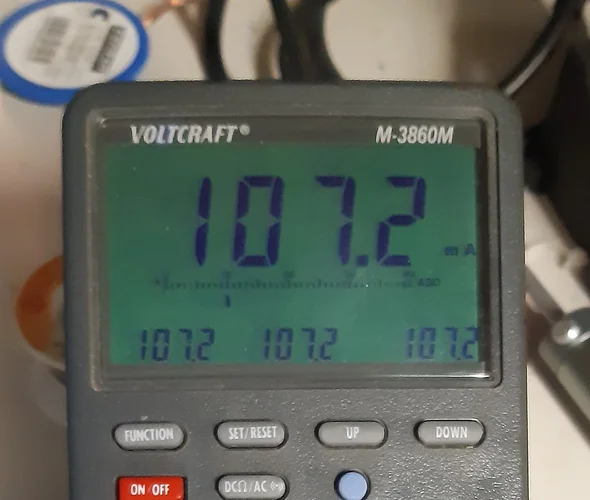 VOLTCRAFT® M-3860M
107.2 mA
107.2 107.2 107.2
FUNCTION SET/RESET UP DOWN
ON/OFF DCΩ/AC